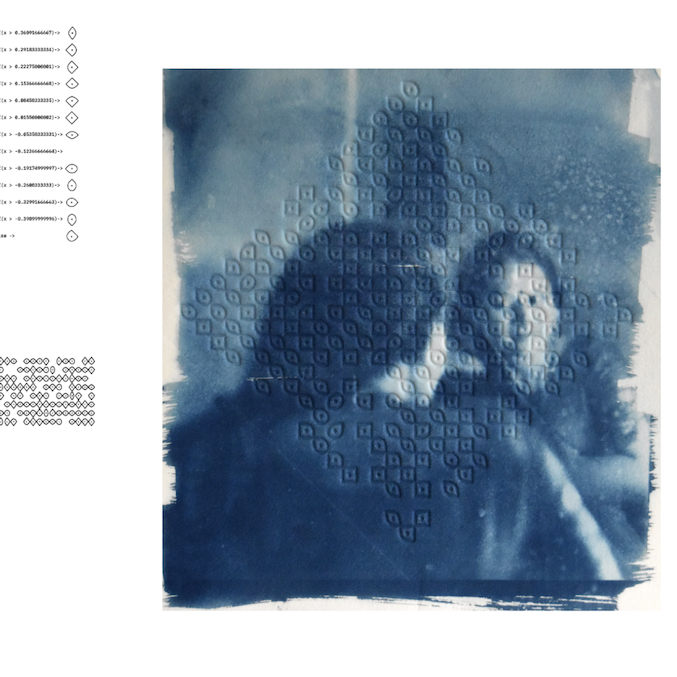 f(x > 0.36091666667)->
f(x > 0.29183333334)->
f(x > 0.22275000001)->
f(x > 0.15366666668)->
f(x > 0.08458333335)->
f(x > 0.01550000002)->
f(x > -0.05358333331)->
f(x > -0.12266666664)->
f(x > -0.19174999997)->
f(x > -0.2608333333)->
f(x > -0.32991666663)->
f(x > -0.39899999996)->
se ->